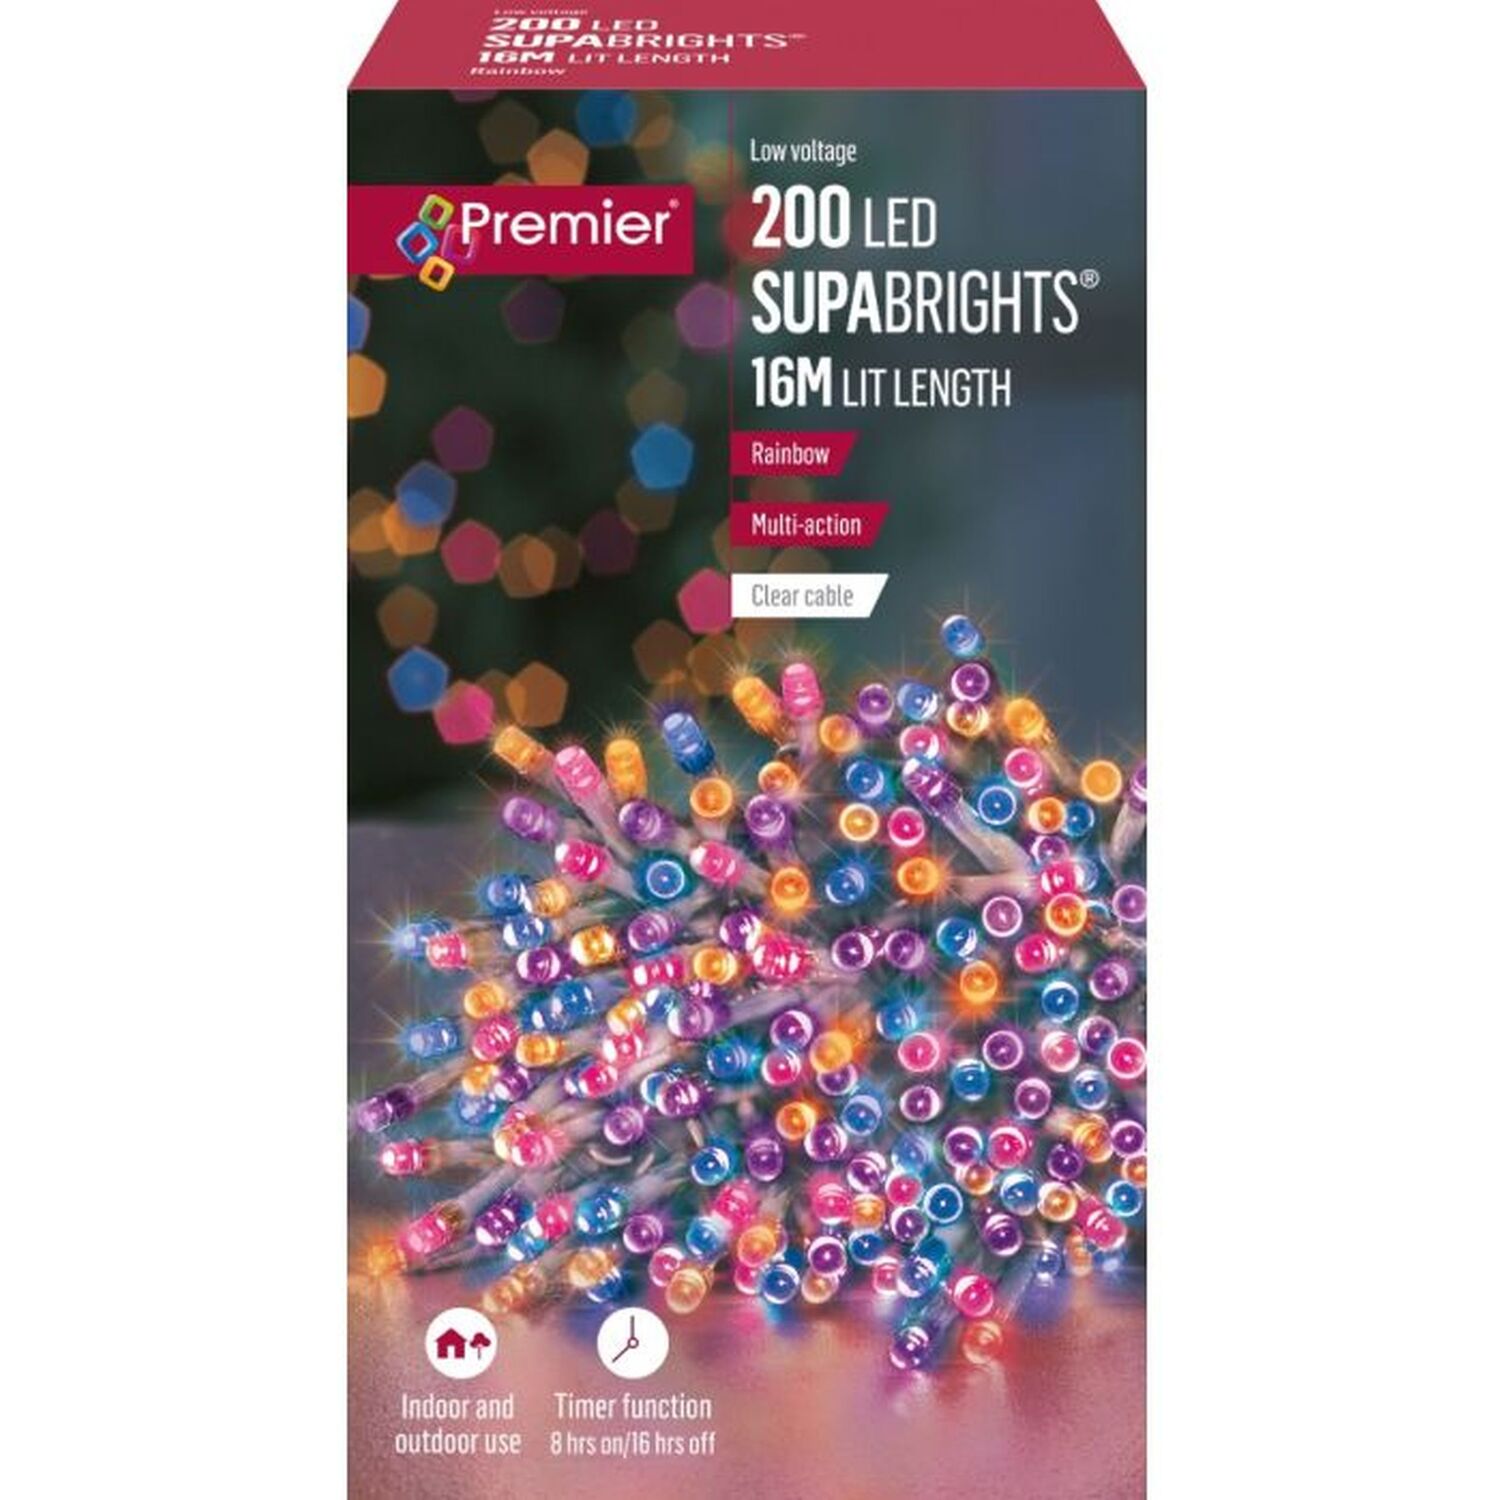 Low voltage
200 LED
SUPABRIGHTS®
16M LIT LENGTH
Rainbow
Premier®
Low voltage
200 LED
SUPABRIGHTS®
16M LIT LENGTH
Rainbow
Multi-action
Clear cable
Indoor and
outdoor use
Timer function
8 hrs on/16 hrs off